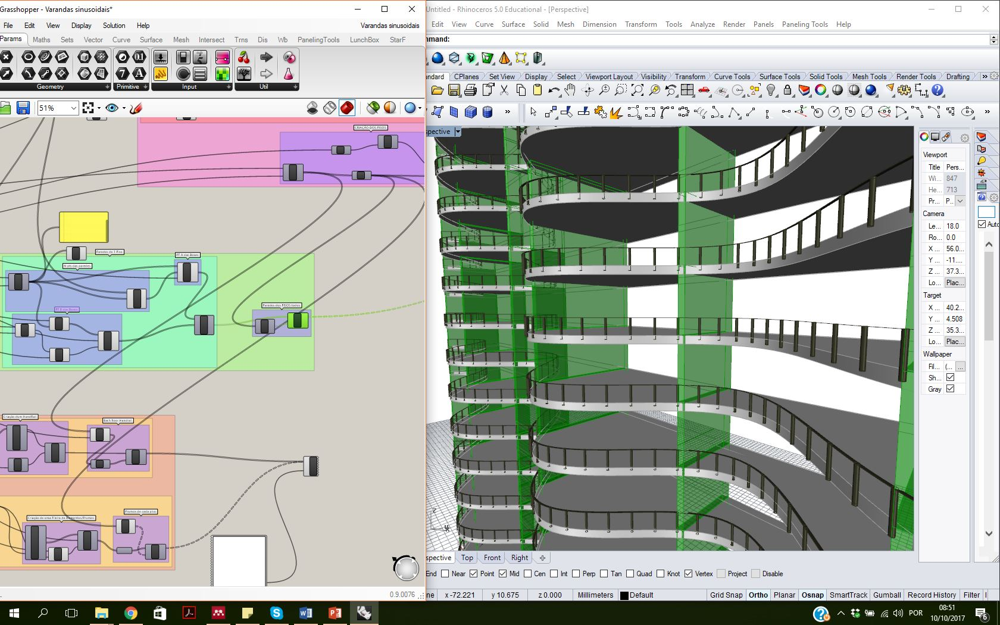 Grasshopper - Varandas sinusoidais*
File Edit View Display Solution Help
Varandas sinusoidais
Params Maths Sets Vector Curve Surface Mesh Intersect Trns Dis Wb PanelingTools LunchBox StarF
Geometry
Primitive
Input
Util
51%
CRIAÇÃO DOS PISOS
Paredes de 1 Piso
N pts das paredes
PT A das Boxes
PT B das Boxes
Paredes dos PISOS todos
Criação dum HandRail
Each floor Handrail
Criação de uma Fileira de Elementos/Prumos
Prumos de cada piso
0.9.0076
Untitled - Rhinoceros 5.0 Educational - [Perspective]
Edit View Curve Surface Solid Mesh Dimension Transform Tools Analyze Render Panels Paneling Tools Help
mmand:
ndard CPlanes Set View Display Select Viewport Layout Visibility Transform Curve Tools Surface Tools Solid Tools Mesh Tools Render Tools Drafting »
» »
spective
z
Viewport
Title Pers...
Wi... 847
He... 713
Pr... P..
Camera
Le... 18.0
Ro... 0.0
X ... 56.0...
Y ... -11....
Z ... 37.3...
Lo... Plac...
Target
X ... 40.2...
Y ... 4.508
Z ... 35.3...
Lo... Plac...
Wallpaper
Fil... (... ...
Sh...
Gray
Auto
spective Top Front Right
End Near Point Mid Cen Int Perp Tan Quad Knot Vertex Project Disable
ne x -72.221 y 10.675 z 0.000 Millimeters Default Grid Snap Ortho Planar Osnap SmartTrack Gumball Record History Filter
POR
08:51
10/10/2017
6